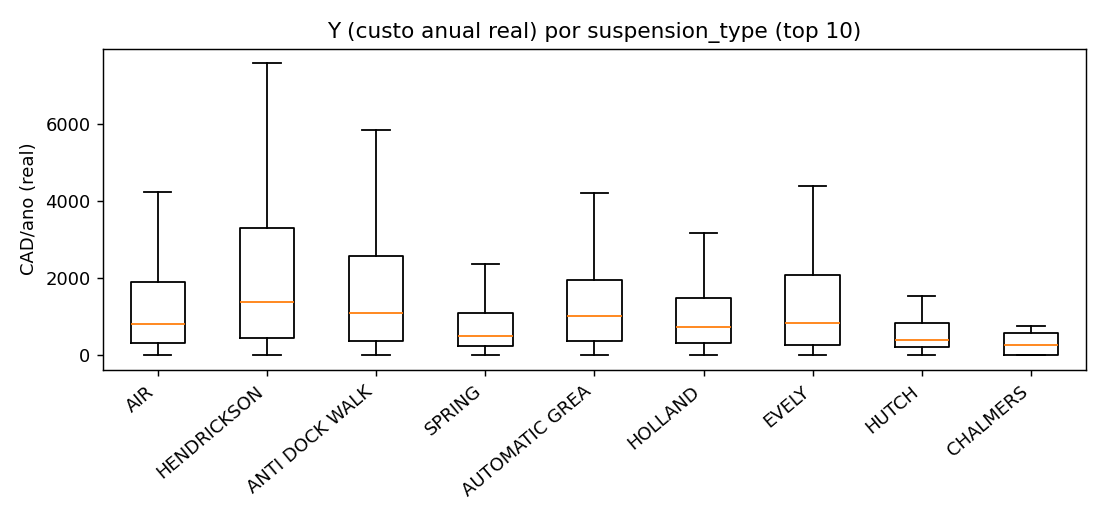 Y (custo anual real) por suspension_type (top 10)
CAD/ano (real)
6000
4000
2000
0
AIR
HENDRICKSON
ANTI DOCK WALK
SPRING
AUTOMATIC GREA
HOLLAND
EVELY
HUTCH
CHALMERS